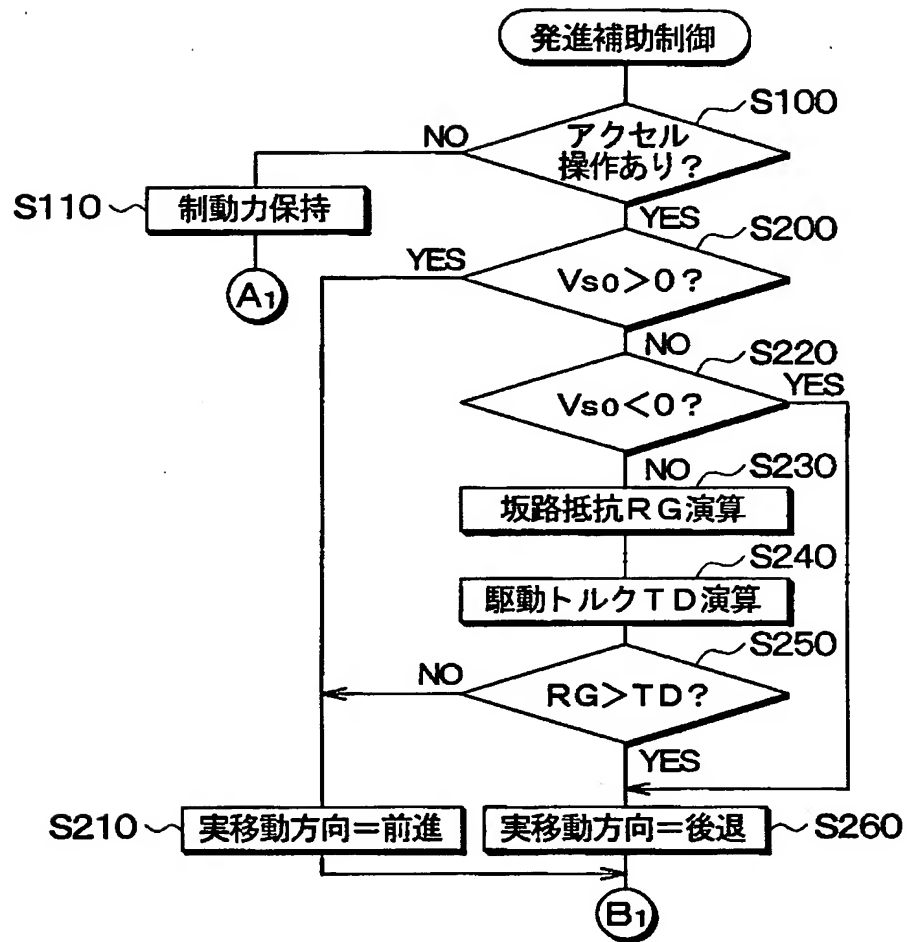 発進補助制御
S100
アクセル
操作あり？
NO
YES
S110
制動力保持
A1
S200
Vso＞0？
YES
NO
S220
Vso＜0？
YES
NO
S230
坂路抵抗RG演算
S240
駆動トルクTD演算
S250
RG＞TD？
NO
YES
S210
実移動方向＝前進
実移動方向＝後退
S260
B1